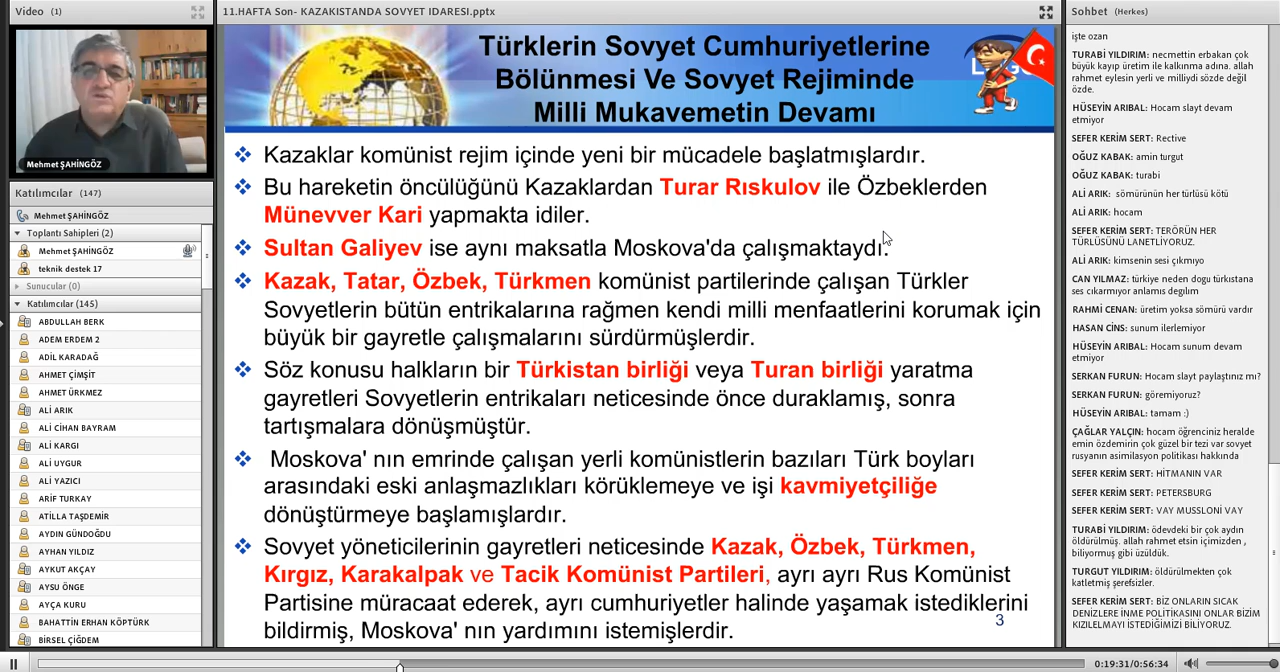 Video (1)
Mehmet ŞAHİNGÖZ
Katılımcılar (147)
Mehmet ŞAHİNGÖZ
Toplantı Sahipleri (2)
Mehmet ŞAHİNGÖZ
teknik destek 17
Sunucular (0)
Katılımcılar (145)
ABDULLAH BERK
ADEM ERDEM 2
ADİL KARADAĞ
AHMET ÇİMŞİT
AHMET ÜRKMEZ
ALİ ARIK
ALİ CİHAN BAYRAM
ALİ KARGI
ALİ UYGUR
ALİ YAZICI
ARİF TURKAY
ATİLLA TAŞDEMİR
AYDIN GÜNDOĞDU
AYHAN YILDIZ
AYKUT AKÇAY
AYSU ÖNGE
AYÇA KURU
BAHATTİN ERHAN KÖPTÜRK
BİRSEL ÇİĞDEM
11.HAFTA Son- KAZAKISTANDA SOVYET IDARESI.pptx
Türklerin Sovyet Cumhuriyetlerine
Bölünmesi Ve Sovyet Rejiminde
Milli Mukavemetin Devamı
Kazaklar komünist rejim içinde yeni bir mücadele başlatmışlardır.
Bu hareketin öncülüğünü Kazaklardan Turar Rıskulov ile Özbeklerden
Münevver Kari yapmakta idiler.
Sultan Galiyev ise aynı maksatla Moskova'da çalışmaktaydı.
Kazak, Tatar, Özbek, Türkmen komünist partilerinde çalışan Türkler
Sovyetlerin bütün entrikalarına rağmen kendi milli menfaatlerini korumak için
büyük bir gayretle çalışmalarını sürdürmüşlerdir.
Söz konusu halkların bir Türkistan birliği veya Turan birliği yaratma
gayretleri Sovyetlerin entrikaları neticesinde önce duraklamış, sonra
tartışmalara dönüşmüştür.
Moskova' nın emrinde çalışan yerli komünistlerin bazıları Türk boyları
arasındaki eski anlaşmazlıkları körüklemeye ve işi kavmiyetçiliğe
dönüştürmeye başlamışlardır.
Sovyet yöneticilerinin gayretleri neticesinde Kazak, Özbek, Türkmen,
Kırgız, Karakalpak ve Tacik Komünist Partileri, ayrı ayrı Rus Komünist
Partisine müracaat ederek, ayrı cumhuriyetler halinde yaşamak istediklerini
bildirmiş, Moskova' nın yardımını istemişlerdir.
3
Sohbet (Herkes)
işte ozan
TURABİ YILDIRIM: necmettin erbakan çok
büyük kayıp üretim ile kalkınma adına. allah
rahmet eylesin yerli ve milliydi sözde değil
özde.
HÜSEYİN ARIBAL: Hocam slayt devam
etmiyor
SEFER KERİM SERT: Rective
OĞUZ KABAK: amin turgut
OĞUZ KABAK: turabi
ALİ ARIK: sömürünün her türlüsü kötü
ALİ ARIK: hocam
SEFER KERİM SERT: TERÖRÜN HER
TÜRLÜSÜNÜ LANETLİYORUZ.
ALİ ARIK: kimsenin sesi çıkmıyo
CAN YILMAZ: türkiye neden dogu türkıstana
ses cıkarmıyor anlamıs degılım
RAHMİ CENAN: üretim yoksa sömürü vardır
HASAN CİNS: sunum ilerlemiyor
HÜSEYİN ARIBAL: Hocam sunum devam
etmiyor
SERKAN FURUN: Hocam slayt paylaştınız mı?
SERKAN FURUN: göremiyoruz?
HÜSEYİN ARIBAL: tamam :)
ÇAĞLAR YALÇIN: hocam öğrenciniz heralde
emin özdemirin çok güzel bir tezi var sovyet
rusyanın asimilasyon politikası hakkında
SEFER KERİM SERT: HİTMANIN VAR
SEFER KERİM SERT: PETERSBURG
SEFER KERİM SERT: VAY MUSSLONİ VAY
TURABİ YILDIRIM: ödevdeki bir çok aydın
öldürülmüş. allah rahmet etsin içimizden ,
biliyormuş gibi üzüldük.
TURGUT YILDIRIM: öldürülmekten çok
katletmiş şerefsizler.
SEFER KERİM SERT: BİZ ONLARIN SICAK
DENİZLERE İNME POLİTİKASINI ONLAR BİZİM
KIZILELMAYI İSTEĞİMİZİ BİLİYORUZ.
0:19:31/0:56:34